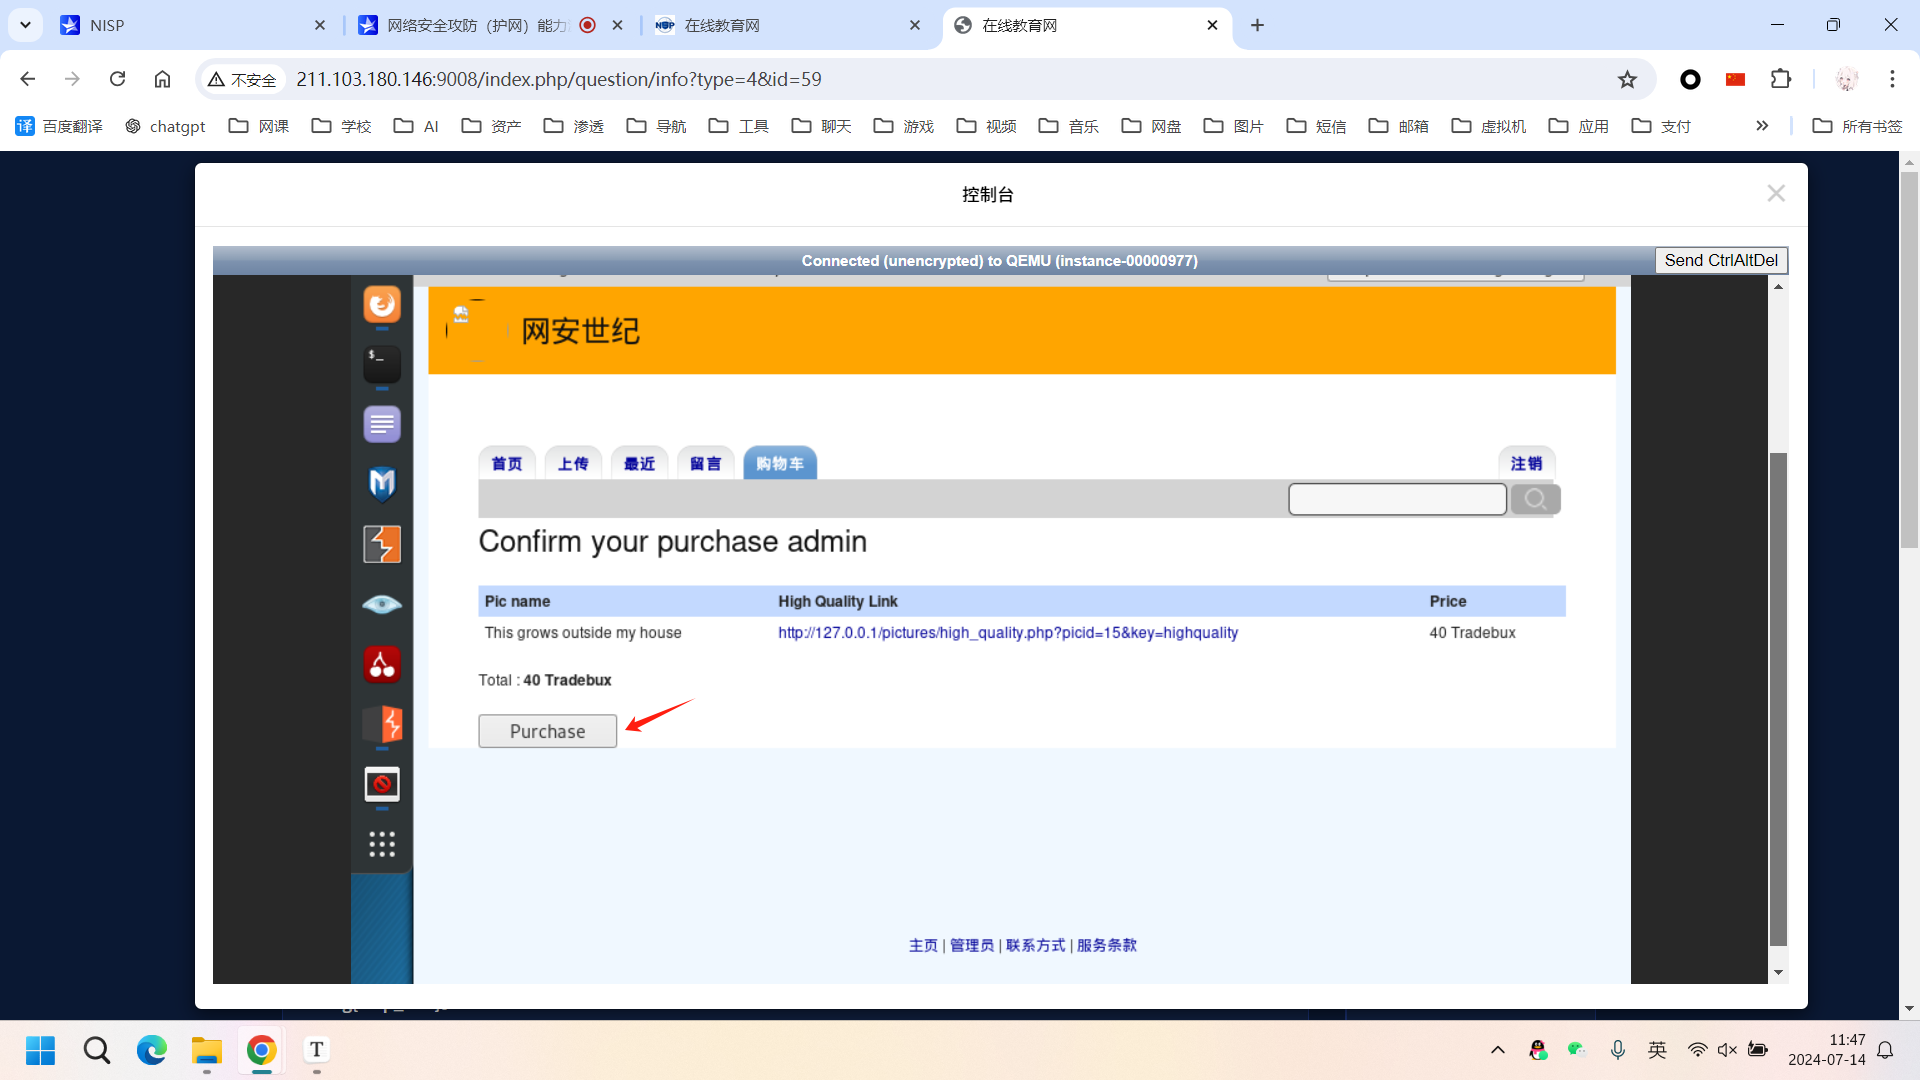 NISP
网络安全攻防（护网）能力
在线教育网
在线教育网
不安全
211.103.180.146:9008/index.php/question/info?type=4&id=59
百度翻译
chatgpt
网课
学校
AI
资产
渗透
导航
工具
聊天
游戏
视频
音乐
网盘
图片
短信
邮箱
虚拟机
应用
支付
所有书签
控制台
Connected (unencrypted) to QEMU (instance-00000977)
Send CtrlAltDel
网安世纪
首页
上传
最近
留言
购物车
注销
Confirm your purchase admin
Pic name
High Quality Link
Price
This grows outside my house
http://127.0.0.1/pictures/high_quality.php?picid=15&key=highquality
40 Tradebux
Total : 40 Tradebux
Purchase
主页 | 管理员 | 联系方式 | 服务条款
英
11:47
2024-07-14